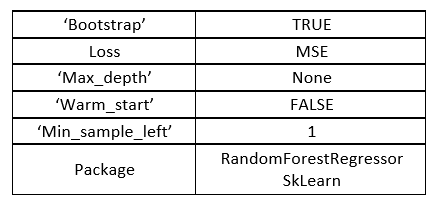 ‘Bootstrap’ TRUE
Loss MSE
‘Max_depth’ None
‘Warm_start’ FALSE
‘Min_sample_left’ 1
Package RandomForestRegressor
SkLearn